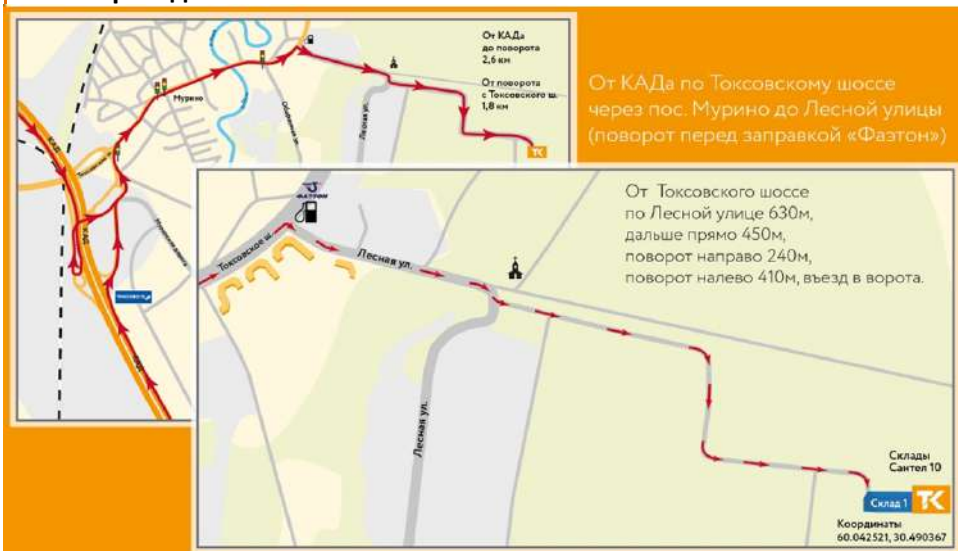 От КАДа
до поворота
2,6 км
От поворота
с Токсовского ш.
1,8 км
Мурино
Лесная ул.
КАД
КАД
КАД
ТК
От КАДа по Токсовскому шоссе
через пос. Мурино до Лесной улицы
(поворот перед заправкой «Фаэтон»)
От Токсовского шоссе
по Лесной улице 630м,
дальше прямо 450м,
поворот направо 240м,
поворот налево 410м, въезд в ворота.
ФАЭТОН
Токсовское ш.
Лесная ул.
Лесная ул.
Склады
Сантел 10
Склад 1 ТК
Координаты
60.042521, 30.490367